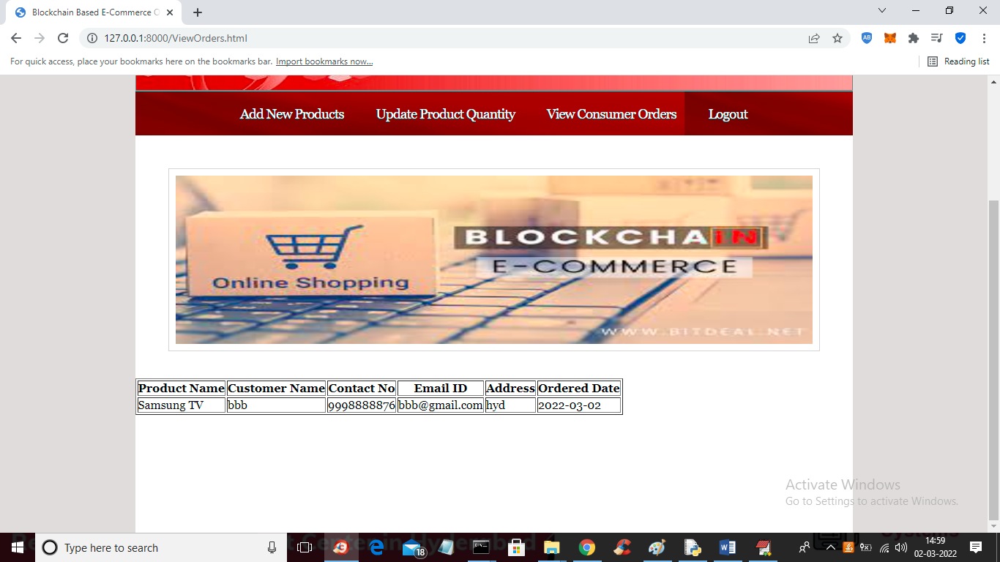 Blockchain Based E-Commerce C
127.0.0.1:8000/ViewOrders.html
For quick access, place your bookmarks here on the bookmarks bar. Import bookmarks now...
Reading list
Add New Products Update Product Quantity View Consumer Orders Logout
Online Shopping
BLOCKCHAIN
E-COMMERCE
WWW.BITDEAL.NET
Product Name Customer Name Contact No Email ID Address Ordered Date
Samsung TV bbb 9998888876 bbb@gmail.com hyd 2022-03-02
Activate Windows
Go to Settings to activate Windows.
Type here to search
18
14:59
02-03-2022